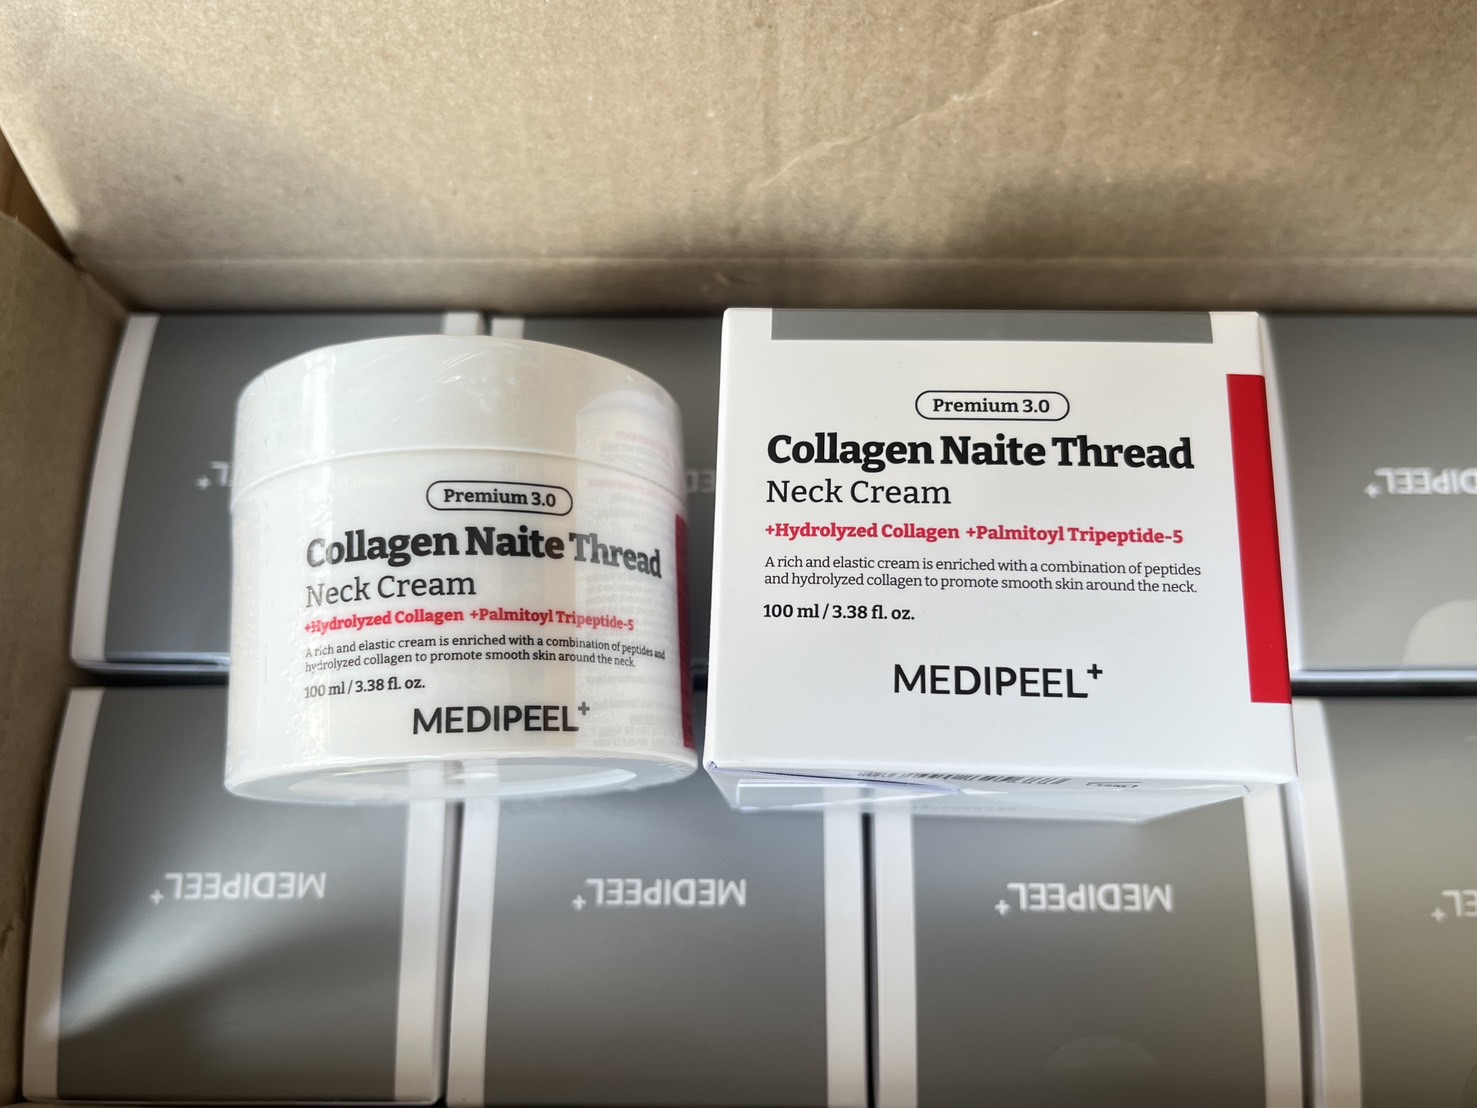 Premium 3.0
Collagen Naite Thread
Neck Cream
+Hydrolyzed Collagen +Palmitoyl Tripeptide-5
A rich and elastic cream is enriched with a combination of peptides and
hydrolyzed collagen to promote smooth skin around the neck.
100 ml / 3.38 fl. oz.
MEDIPEEL+
Premium 3.0
Collagen Naite Thread
Neck Cream
+Hydrolyzed Collagen +Palmitoyl Tripeptide-5
A rich and elastic cream is enriched with a combination of peptides
and hydrolyzed collagen to promote smooth skin around the neck.
100 ml / 3.38 fl. oz.
MEDIPEEL+
MEDIPEEL+
MEDIPEEL+
MEDIPEEL+